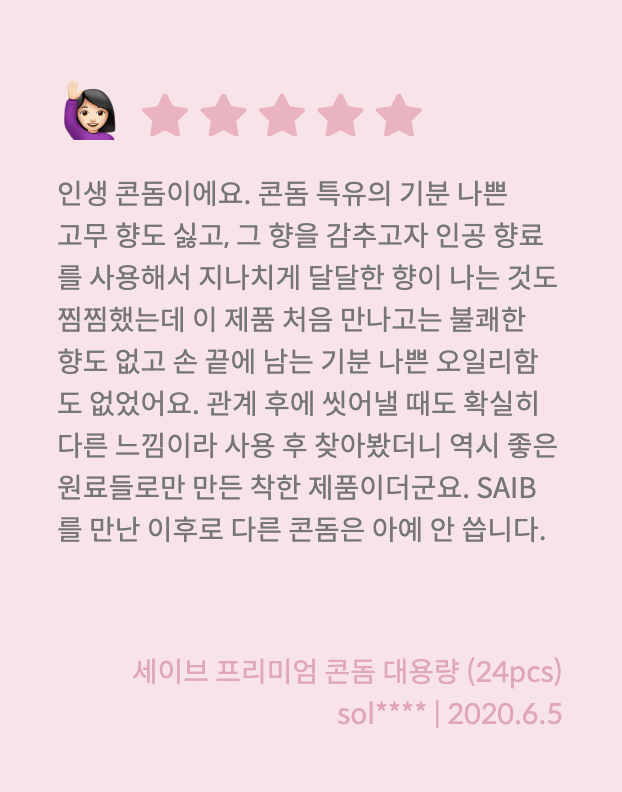 인생 콘돔이에요. 콘돔 특유의 기분 나쁜
고무 향도 싫고, 그 향을 감추고자 인공 향료
를 사용해서 지나치게 달달한 향이 나는 것도
찜찜했는데 이 제품 처음 만나고는 불쾌한
향도 없고 손 끝에 남는 기분 나쁜 오일리함
도 없었어요. 관계 후에 씻어낼 때도 확실히
다른 느낌이라 사용 후 찾아봤더니 역시 좋은
원료들로만 만든 착한 제품이더군요. SAIB
를 만난 이후로 다른 콘돔은 아예 안 씁니다.
세이브 프리미엄 콘돔 대용량 (24pcs)
sol**** | 2020.6.5